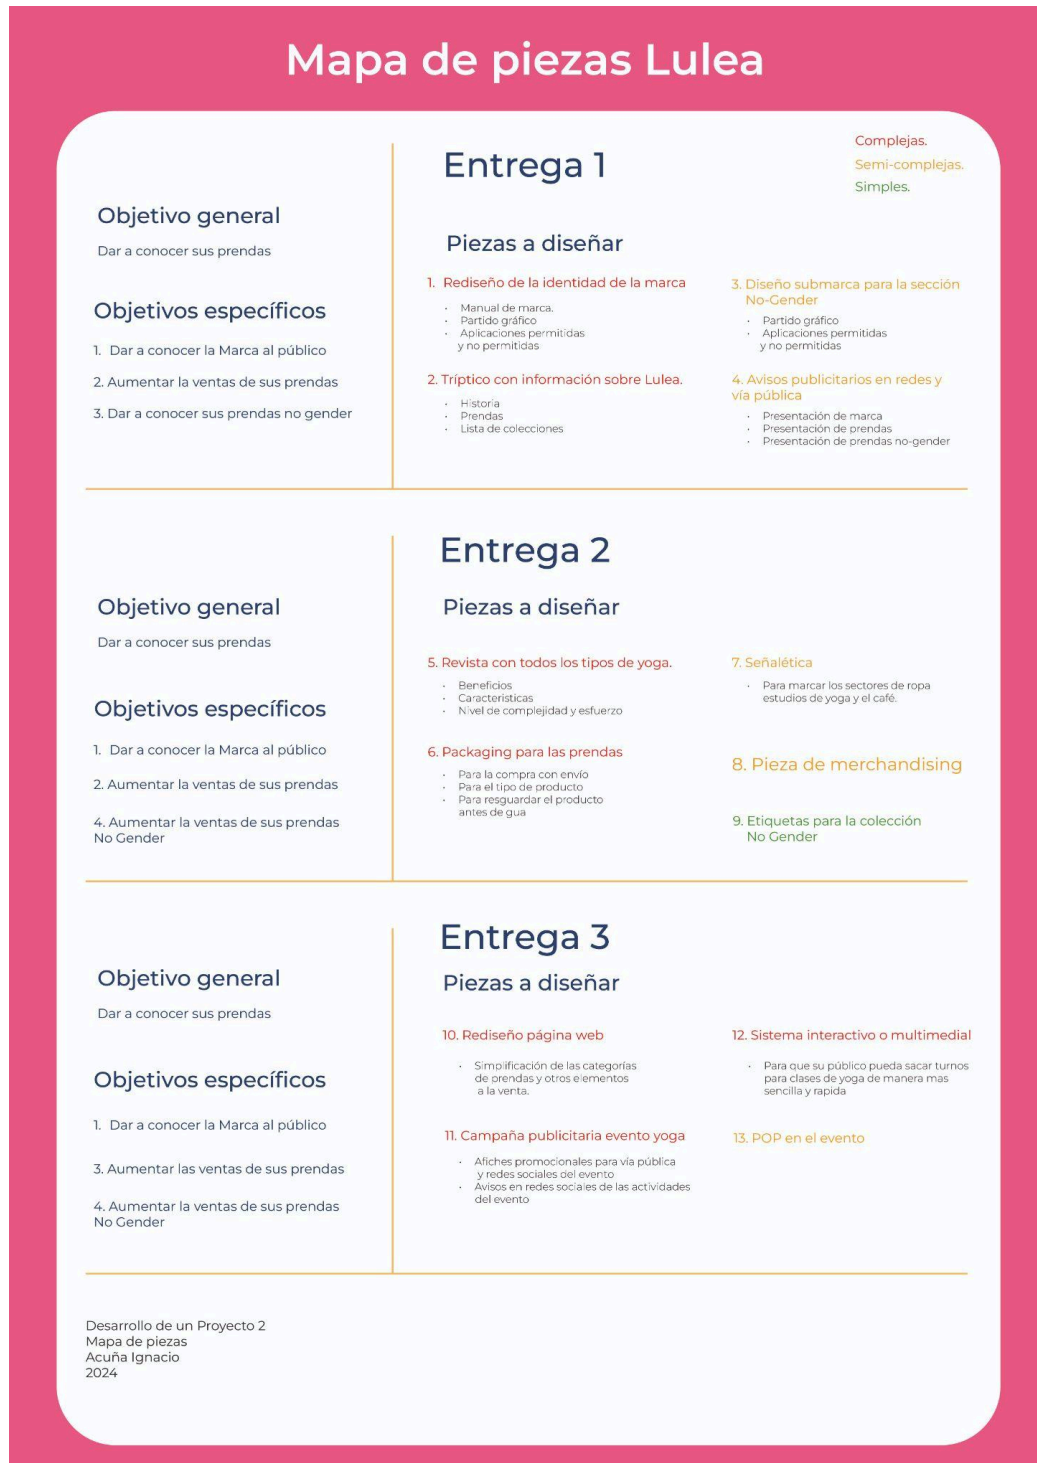 Mapa de piezas Lulea
Complejas.
Semi-complejas.
Simples.
Objetivo general
Dar a conocer sus prendas
Objetivos específicos
1. Dar a conocer la Marca al público
2. Aumentar la ventas de sus prendas
3. Dar a conocer sus prendas no gender
Entrega 1
Piezas a diseñar
1. Rediseño de la identidad de la marca
· Manual de marca.
· Partido gráfico
· Aplicaciones permitidas
y no permitidas
2. Tríptico con información sobre Lulea.
· Historia
· Prendas
· Lista de colecciones
3. Diseño submarca para la sección
No-Gender
· Partido gráfico
· Aplicaciones permitidas
y no permitidas
4. Avisos publicitarios en redes y
vía pública
· Presentación de marca
· Presentación de prendas
· Presentación de prendas no-gender
Objetivo general
Dar a conocer sus prendas
Objetivos específicos
1. Dar a conocer la Marca al público
2. Aumentar la ventas de sus prendas
4. Aumentar la ventas de sus prendas
No Gender
Entrega 2
Piezas a diseñar
5. Revista con todos los tipos de yoga.
· Beneficios
· Caracteristicas
· Nivel de complejidad y esfuerzo
6. Packaging para las prendas
· Para la compra con envío
· Para el tipo de producto
· Para resguardar el producto
antes de gua
7. Señalética
· Para marcar los sectores de ropa
estudios de yoga y el café.
8. Pieza de merchandising
9. Etiquetas para la colección
No Gender
Objetivo general
Dar a conocer sus prendas
Objetivos específicos
1. Dar a conocer la Marca al público
3. Aumentar las ventas de sus prendas
4. Aumentar la ventas de sus prendas
No Gender
Entrega 3
Piezas a diseñar
10. Rediseño página web
· Simplificación de las categorías
de prendas y otros elementos
a la venta.
11. Campaña publicitaria evento yoga
· Afiches promocionales para vía pública
y redes sociales del evento
· Avisos en redes sociales de las actividades
del evento
12. Sistema interactivo o multimedial
· Para que su público pueda sacar turnos
para clases de yoga de manera mas
sencilla y rapida
13. POP en el evento
Desarrollo de un Proyecto 2
Mapa de piezas
Acuña Ignacio
2024